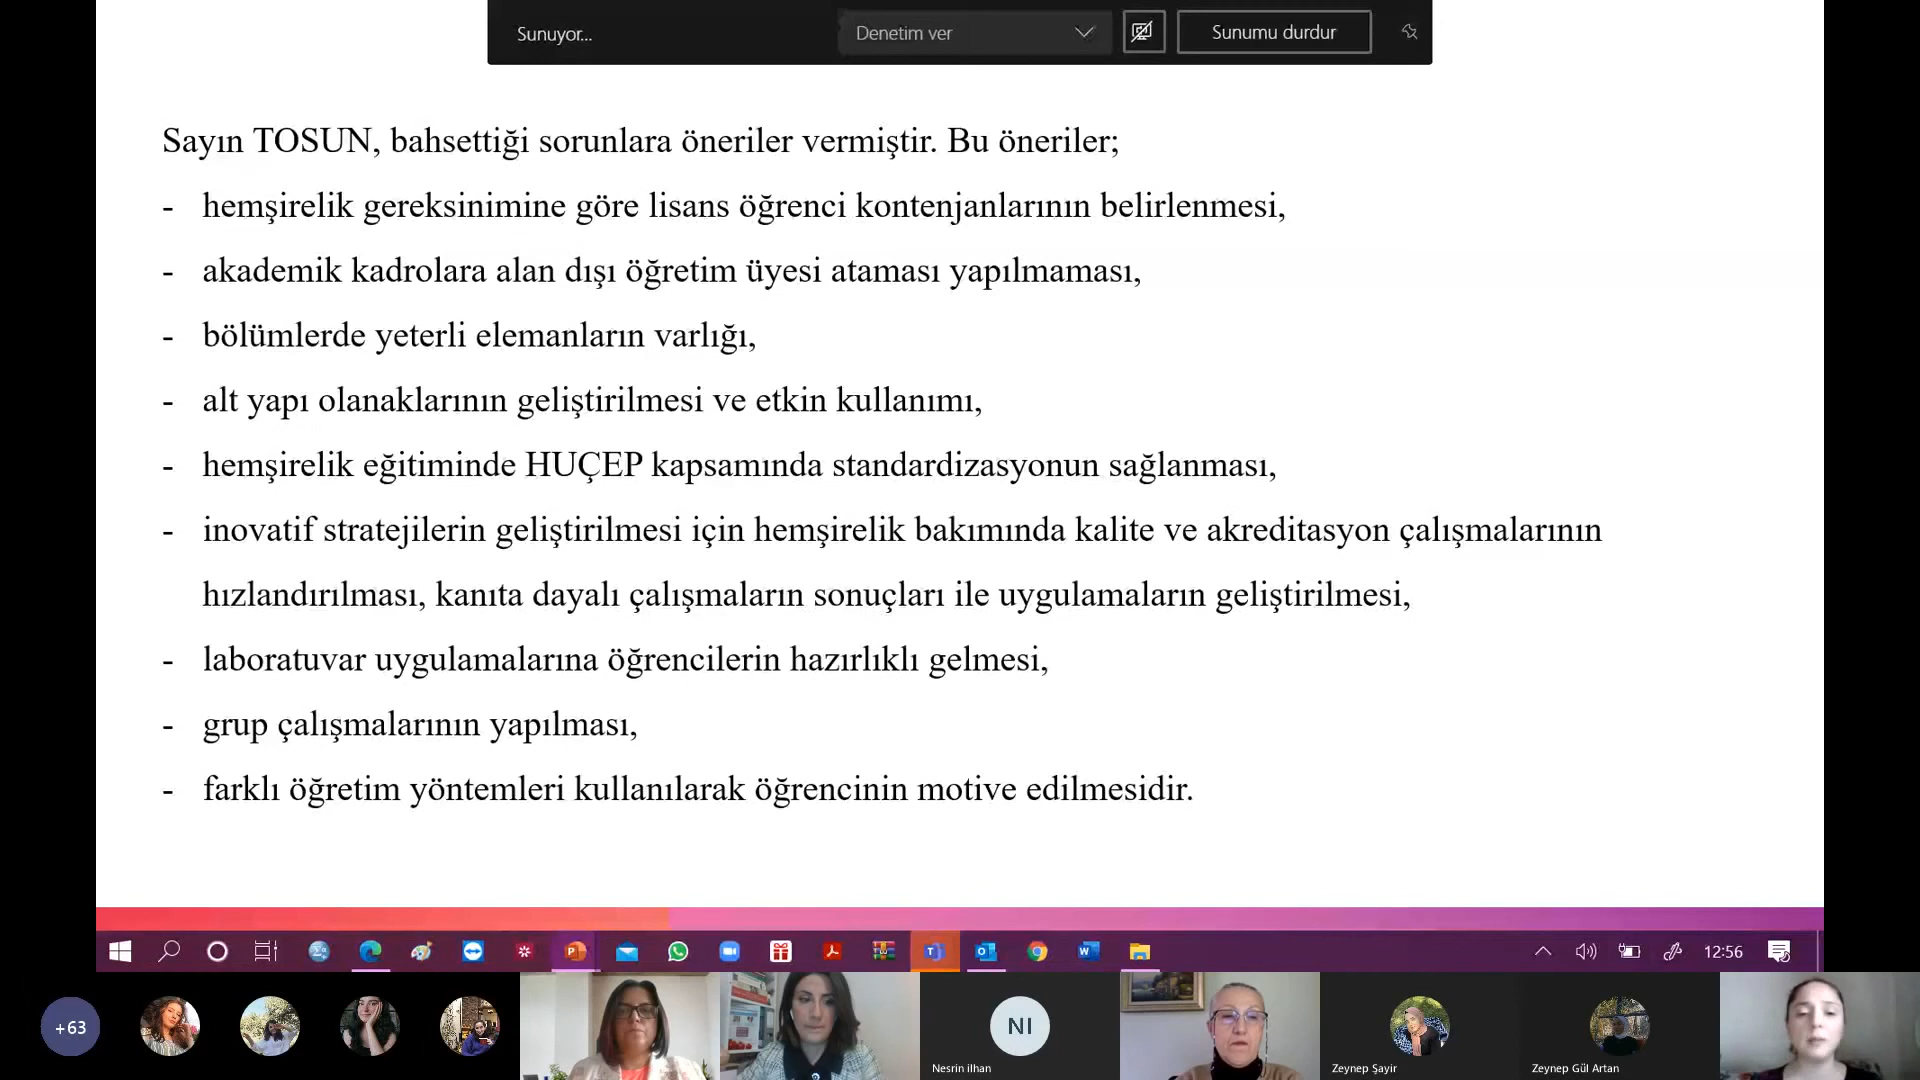 Sunuyor...
Denetim ver
Sunumu durdur
Sayın TOSUN, bahsettiği sorunlara öneriler vermiştir. Bu öneriler;
- hemşirelik gereksinimine göre lisans öğrenci kontenjanlarının belirlenmesi,
- akademik kadrolara alan dışı öğretim üyesi ataması yapılmaması,
- bölümlerde yeterli elemanların varlığı,
- alt yapı olanaklarının geliştirilmesi ve etkin kullanımı,
- hemşirelik eğitiminde HUÇEP kapsamında standardizasyonun sağlanması,
- inovatif stratejilerin geliştirilmesi için hemşirelik bakımında kalite ve akreditasyon çalışmalarının
hızlandırılması, kanıta dayalı çalışmaların sonuçları ile uygulamaların geliştirilmesi,
- laboratuvar uygulamalarına öğrencilerin hazırlıklı gelmesi,
- grup çalışmalarının yapılması,
- farklı öğretim yöntemleri kullanılarak öğrencinin motive edilmesidir.
12:56
+63
NI
Nesrin ilhan
Zeynep Şayir
Zeynep Gül Artan